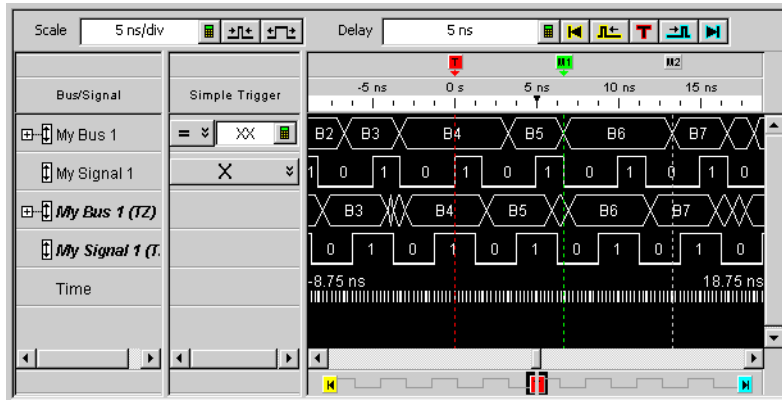 Scale 5 ns/div Delay 5 ns T
T M1 M2
Bus/Signal Simple Trigger -5 ns 0 s 5 ns 10 ns 15 ns
My Bus 1 = XX B2 B3 B4 B5 B6 B7
My Signal 1 X 1 0 1 0 1 0 1 0 1 0 1 0
My Bus 1 (TZ) B3 B4 B5 B6 B7
My Signal 1 (T. 0 1 0 1 0 1 0 1 0 1 0
Time -8.75 ns 18.75 ns